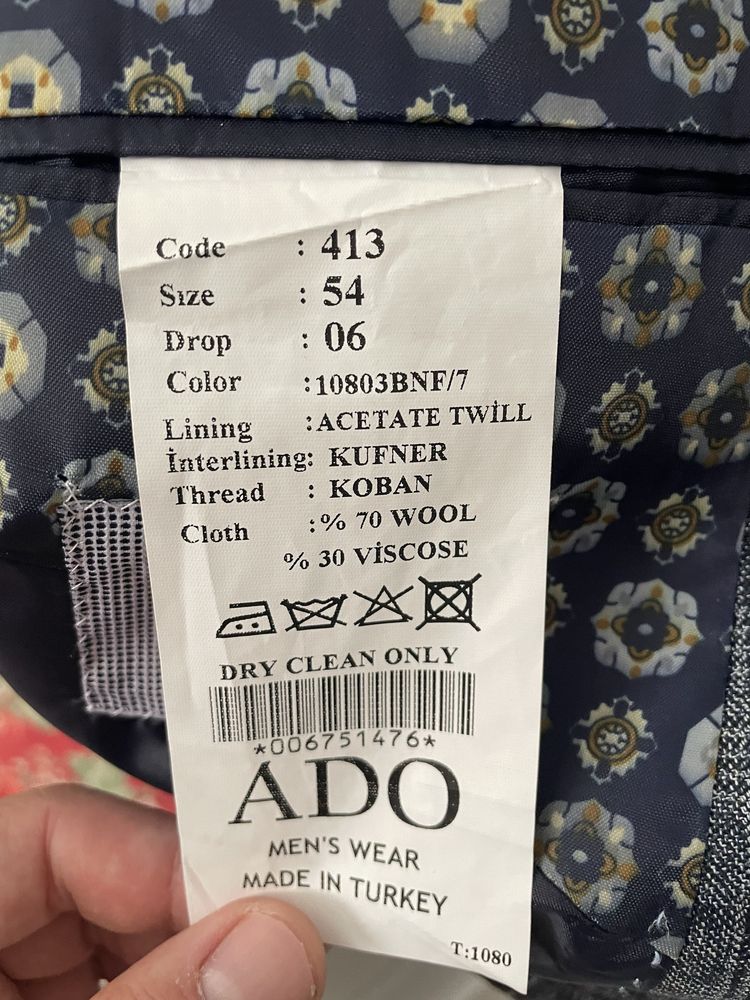 Code : 413
Sıze : 54
Drop : 06
Color :10803BNF/7
Lining :ACETATE TWİLL
İnterlining: KUFNER
Thread : KOBAN
Cloth :% 70 WOOL
% 30 VİSCOSE
DRY CLEAN ONLY
*006751476*
ADO
MEN'S WEAR
MADE IN TURKEY
T:1080